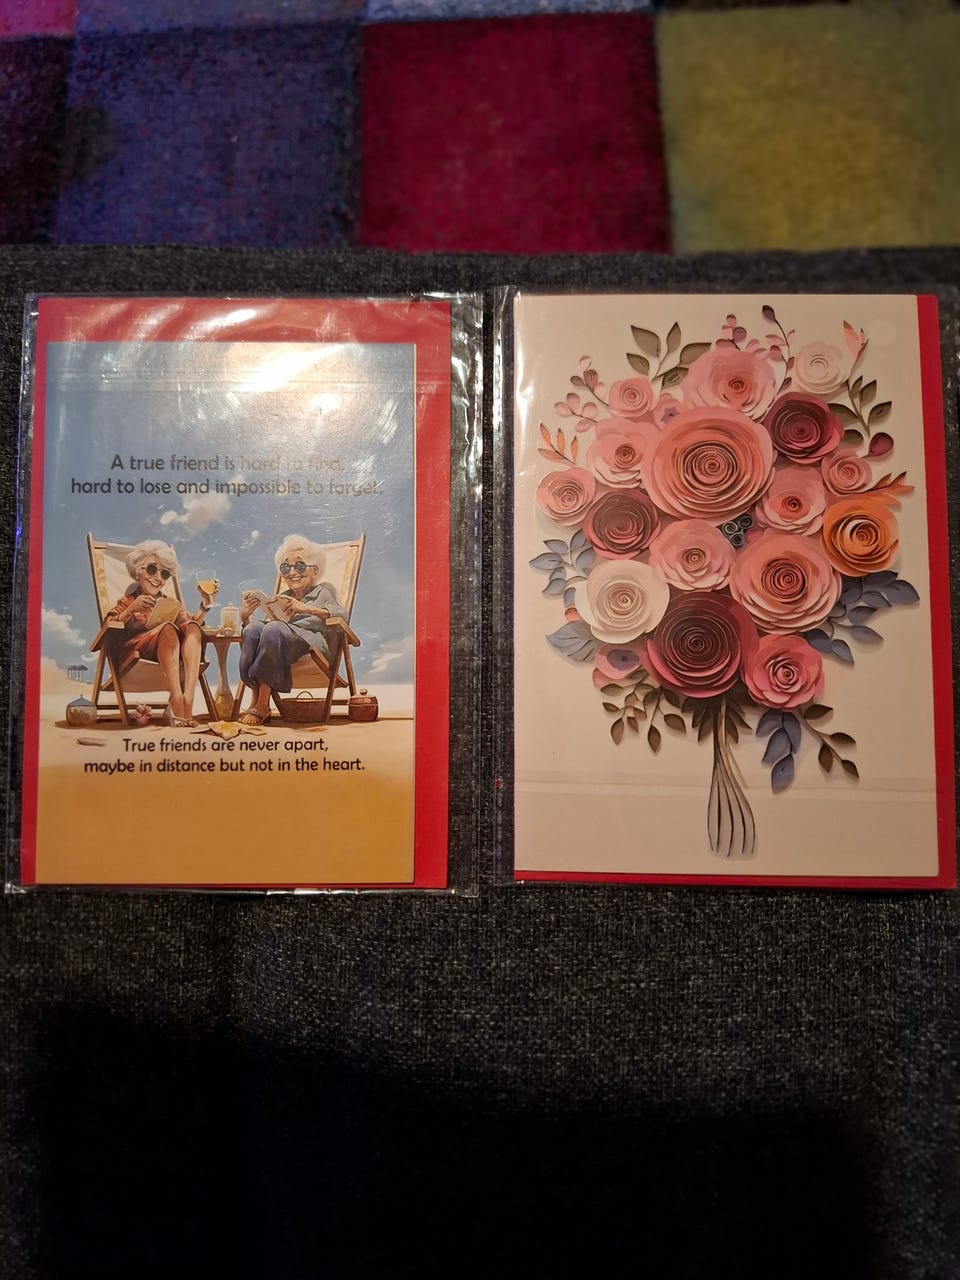 A true friend is hard to find,
hard to lose and impossible to forget.
True friends are never apart,
maybe in distance but not in the heart.